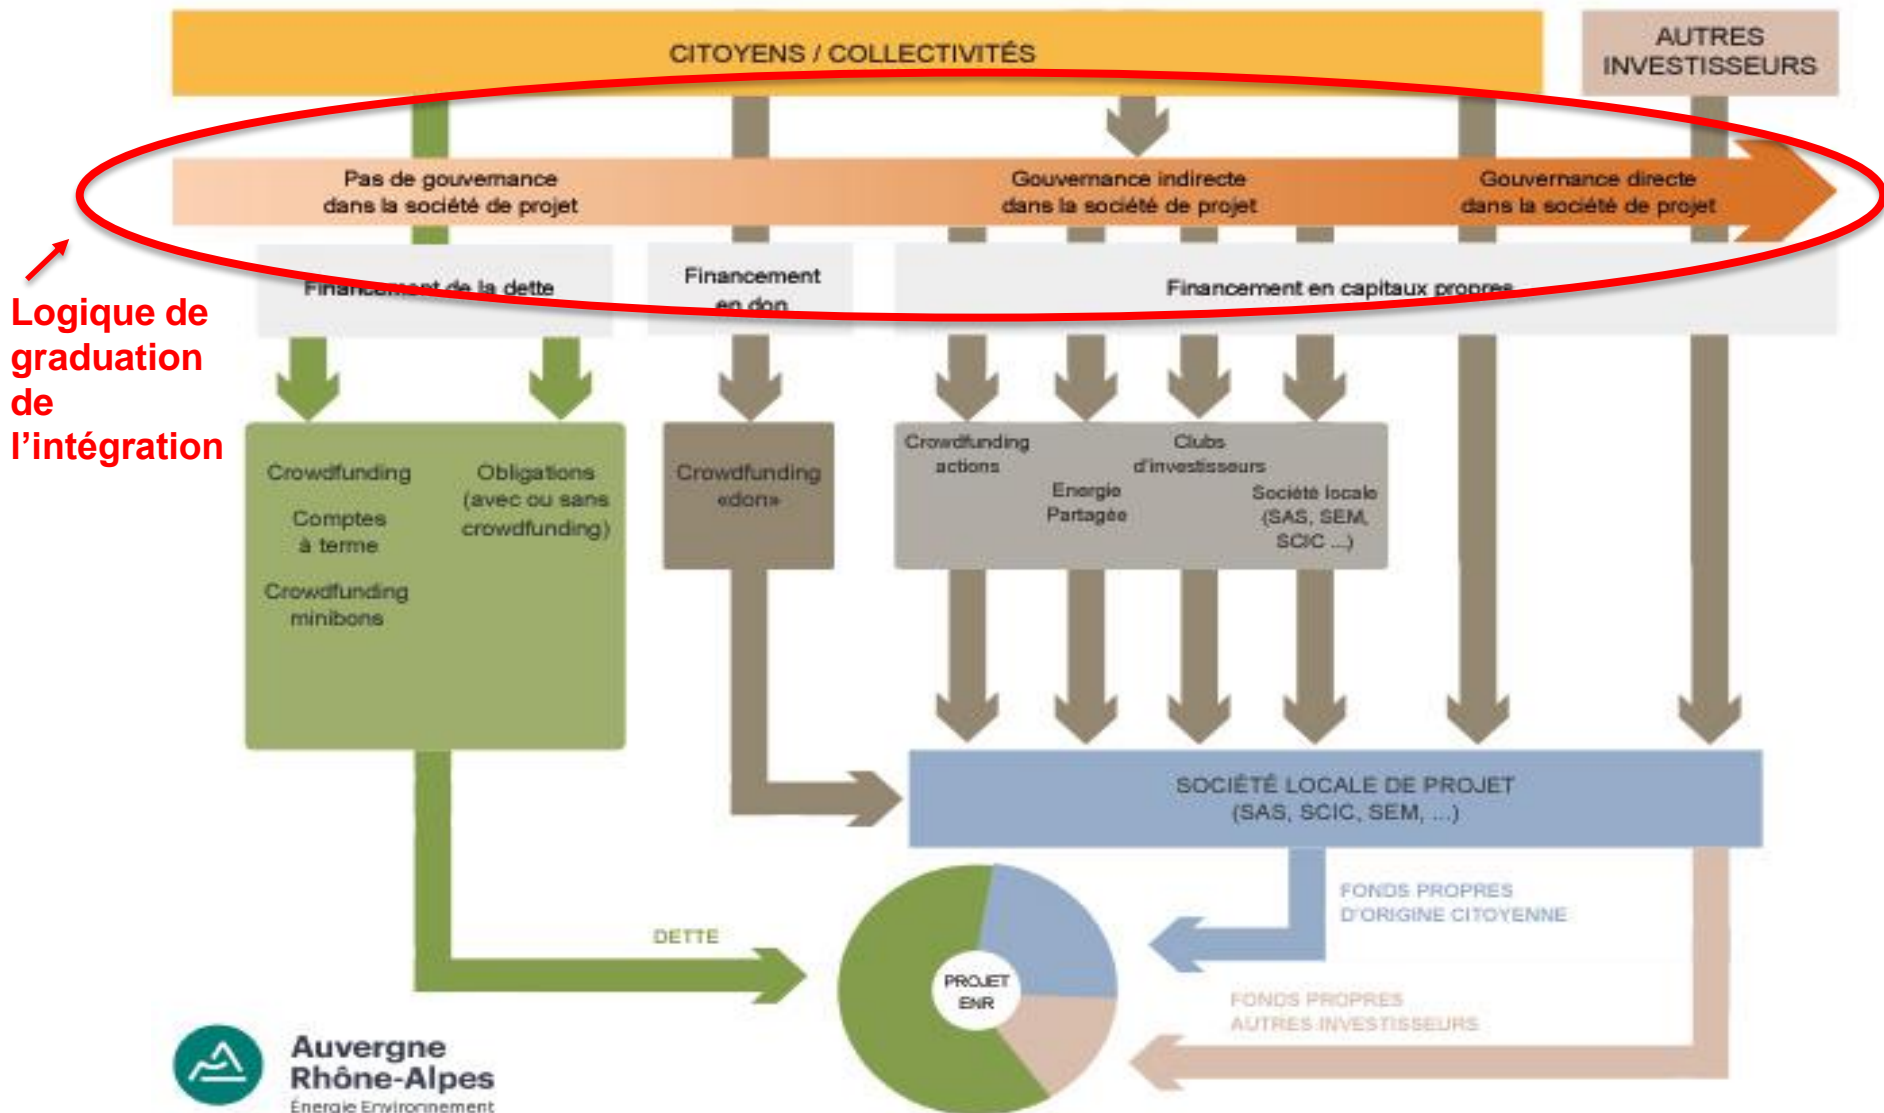 CITOYENS / COLLECTIVITÉS
AUTRES
INVESTISSEURS
Pas de gouvernance
dans la société de projet
Gouvernance indirecte
dans la société de projet
Gouvernance directe
dans la société de projet
Logique de
graduation
de
l’intégration
Financement de la dette
Financement
en don
Financement en capitaux propres
Crowdfunding
Comptes
à terme
Crowdfunding
minibons
Obligations
(avec ou sans
crowdfunding)
Crowdfunding
«don»
Crowdfunding
actions
Energie
Partagée
Clubs
d'investisseurs
Société locale
(SAS, SEM,
SCIC ...)
SOCIÉTÉ LOCALE DE PROJET
(SAS, SCIC, SEM, ...)
FONDS PROPRES
D'ORIGINE CITOYENNE
DETTE
PROJET
ENR
FONDS PROPRES
AUTRES INVESTISSEURS
Auvergne
Rhône-Alpes
Énergie Environnement